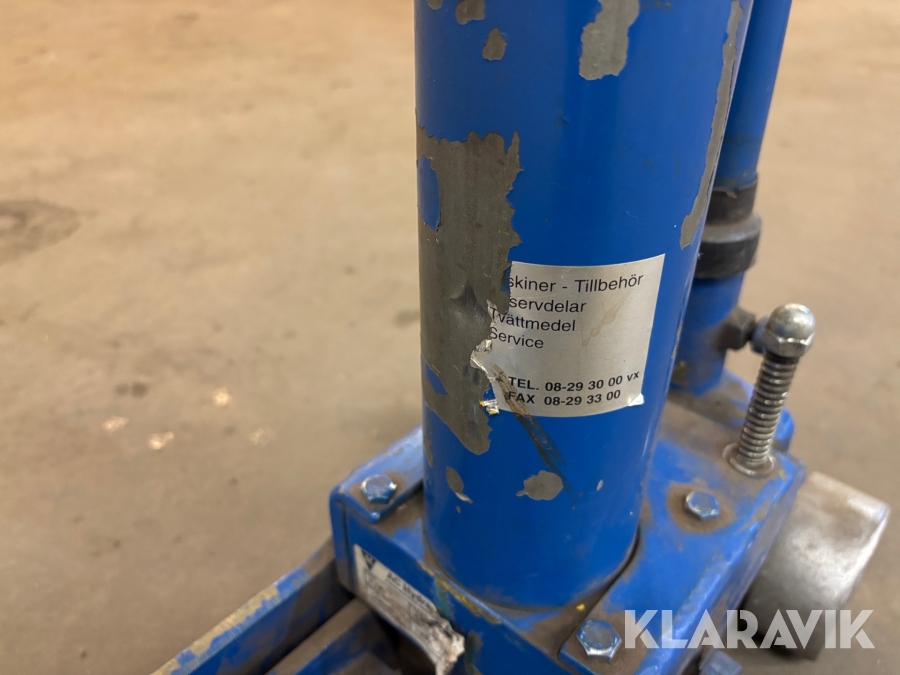 skiner - Tillbehör
servdelar
Tvättmedel
Service
TEL. 08-29 30 00 vx
FAX 08-29 33 00
KLARAVIK